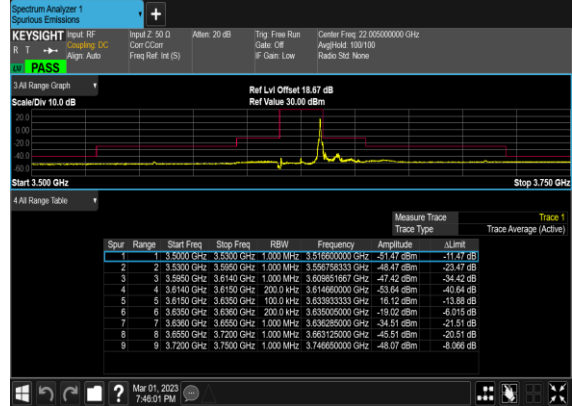 Spectrum Analyzer 1
Spurious Emissions
KEYSIGHT Input: RF Input Z: 50 Ω Atten: 20 dB Trig: Free Run Center Freq: 22.005000000 GHz
R T Coupling: DC Corr CCorr Gate: Off Avg|Hold: 100/100
Align: Auto Freq Ref: Int (S) IF Gain: Low Radio Std: None
PASS
3 All Range Graph
Ref Lvl Offset 18.67 dB
Scale/Div 10.0 dB Ref Value 30.00 dBm
20.0
0.00
-20.0
-40.0
-60.0
Start 3.500 GHz Stop 3.750 GHz
4 All Range Table
Measure Trace Trace 1
Trace Type Trace Average (Active)
Spur Range Start Freq Stop Freq RBW Frequency Amplitude ΔLimit
1 1 3.5000 GHz 3.5300 GHz 1.000 MHz 3.516600000 GHz -51.47 dBm -11.47 dB
2 2 3.5300 GHz 3.5950 GHz 1.000 MHz 3.556758333 GHz -48.47 dBm -23.47 dB
3 3 3.5950 GHz 3.6140 GHz 1.000 MHz 3.609851667 GHz -47.42 dBm -34.42 dB
4 4 3.6140 GHz 3.6150 GHz 200.0 kHz 3.614660000 GHz -53.64 dBm -40.64 dB
5 5 3.6150 GHz 3.6350 GHz 100.0 kHz 3.633933333 GHz 16.12 dBm -13.88 dB
6 6 3.6350 GHz 3.6360 GHz 200.0 kHz 3.635005000 GHz -19.02 dBm -6.015 dB
7 7 3.6360 GHz 3.6550 GHz 1.000 MHz 3.636285000 GHz -34.51 dBm -21.51 dB
8 8 3.6550 GHz 3.7200 GHz 1.000 MHz 3.663125000 GHz -45.51 dBm -20.51 dB
9 9 3.7200 GHz 3.7500 GHz 1.000 MHz 3.746650000 GHz -48.07 dBm -8.066 dB
Mar 01, 2023
7:46:01 PM